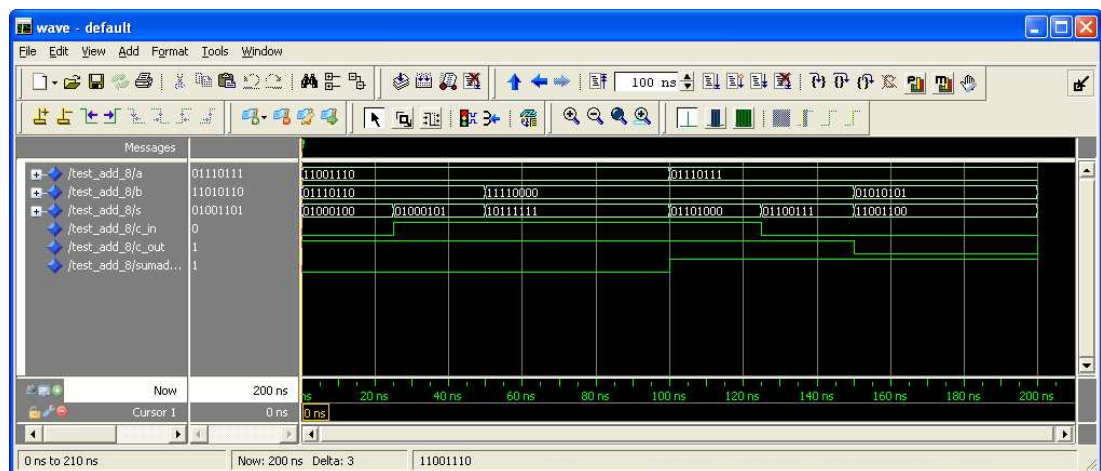 wave - default
File Edit View Add Format Tools Window
100 ns
Messages
/test_add_8/a 01110111 11001110 01110111
/test_add_8/b 11010110 01110110 11110000 01010101
/test_add_8/s 01001101 01000100 01000101 10111111 01101000 01100111 11001100
/test_add_8/c_in 0
/test_add_8/c_out 1
/test_add_8/sumad... 1
Now 200 ns ns 20 ns 40 ns 60 ns 80 ns 100 ns 120 ns 140 ns 160 ns 180 ns 200 ns
Cursor 1 0 ns 0 ns
0 ns to 210 ns Now: 200 ns Delta: 3 11001110